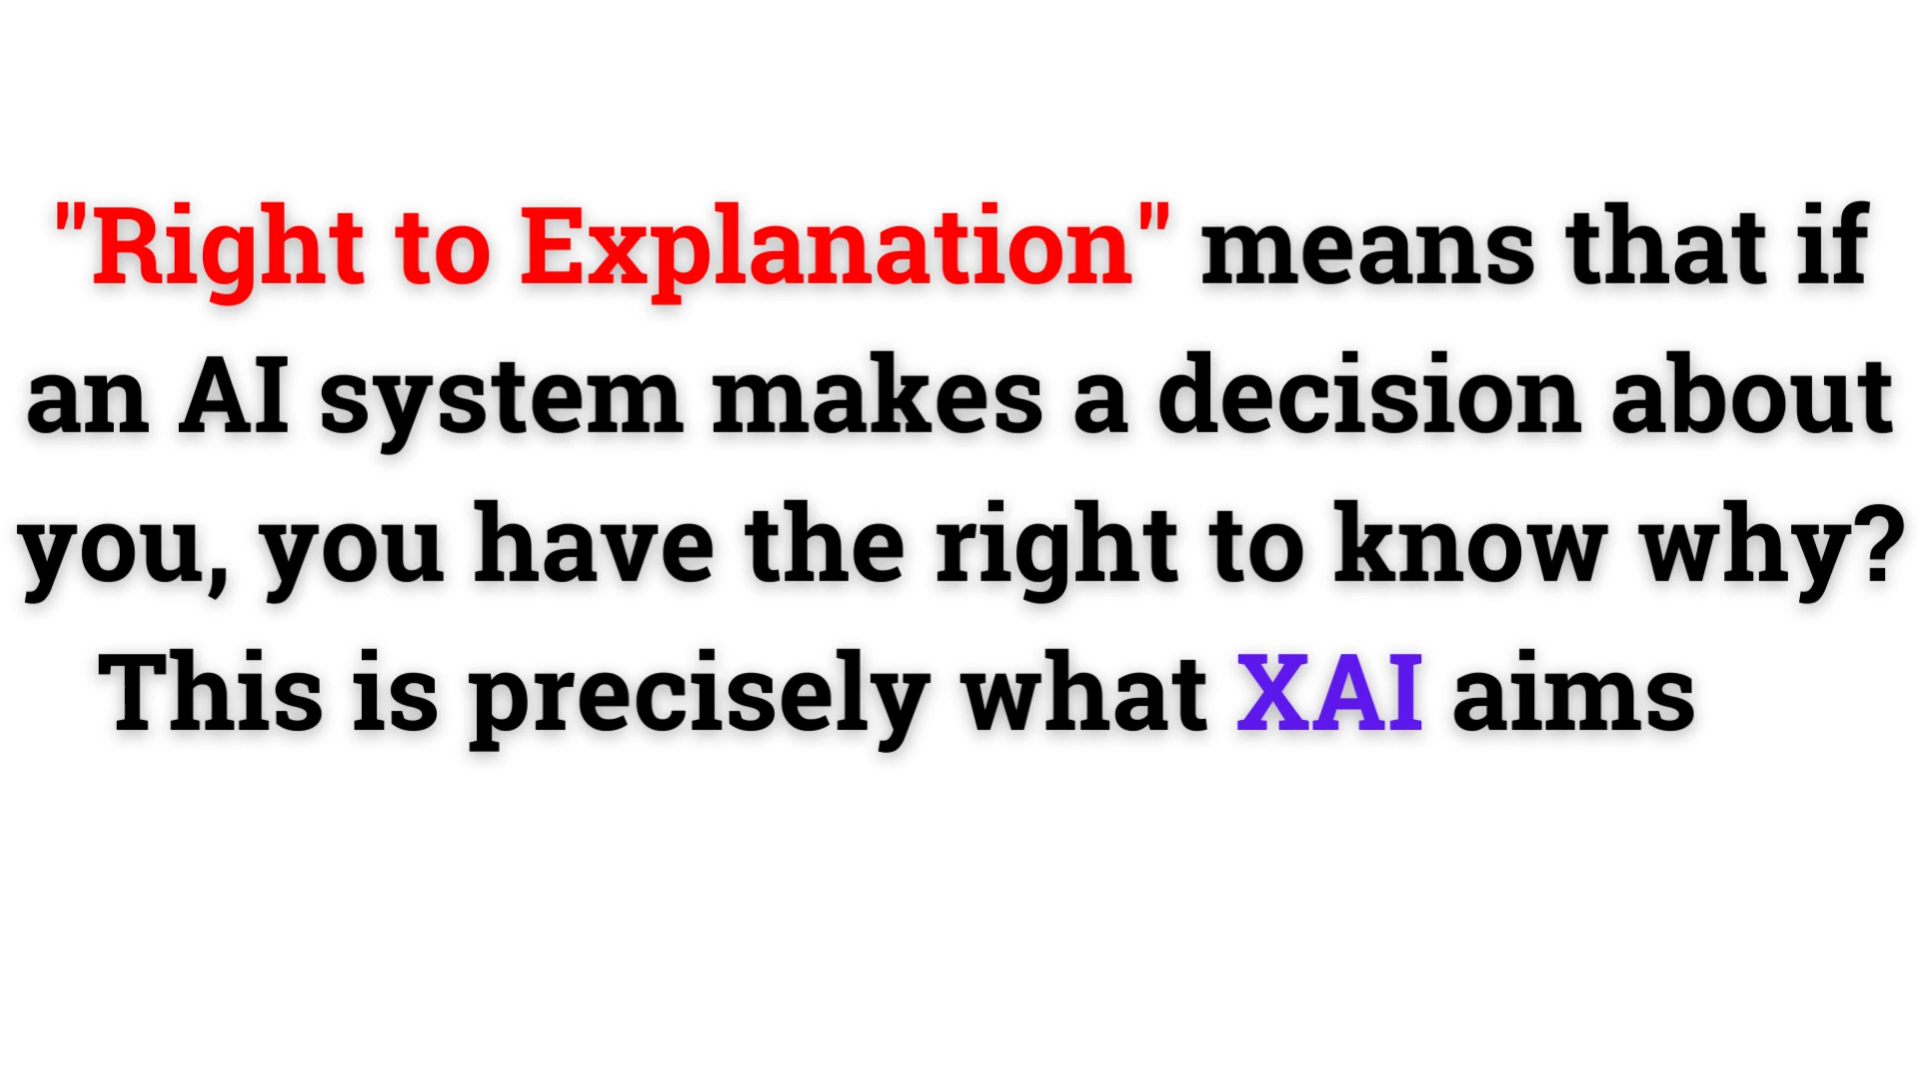 "Right to Explanation" means that if
an AI system makes a decision about
you, you have the right to know why?
This is precisely what XAI aims